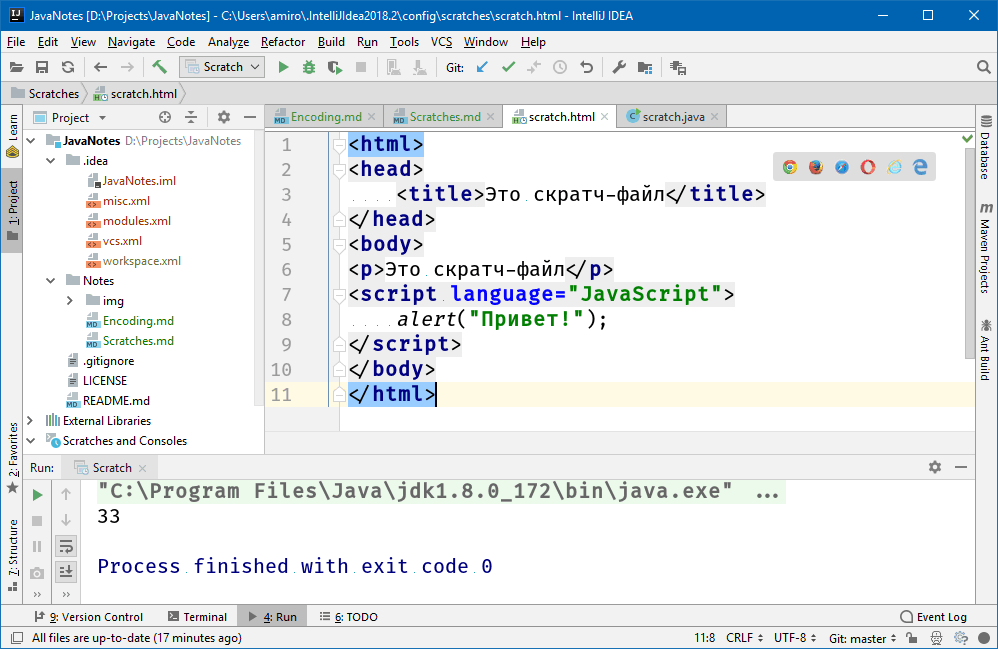 JavaNotes [D:\Projects\JavaNotes] - C:\Users\amiro\.IntelliJIdea2018.2\config\scratches\scratch.html - IntelliJ IDEA
File Edit View Navigate Code Analyze Refactor Build Run Tools VCS Window Help
Scratch Git:
Scratches scratch.html
Project
Encoding.md Scratches.md scratch.html scratch.java
Learn
1: Project
2: Favorites
7: Structure
JavaNotes D:\Projects\JavaNotes
.idea
JavaNotes.iml
misc.xml
modules.xml
vcs.xml
workspace.xml
Notes
img
Encoding.md
Scratches.md
.gitignore
LICENSE
README.md
External Libraries
Scratches and Consoles
1 <html>
2 <head>
3 <title>Это скратч-файл</title>
4 </head>
5 <body>
6 <p>Это скратч-файл</p>
7 <script language="JavaScript">
8 alert("Привет!");
9 </script>
10 </body>
11 </html>
Database
Maven Projects
Ant Build
Run: Scratch
"C:\Program Files\Java\jdk1.8.0_172\bin\java.exe" ...
33
Process finished with exit code 0
9: Version Control Terminal 4: Run 6: TODO Event Log
All files are up-to-date (17 minutes ago) 11:8 CRLF UTF-8 Git: master